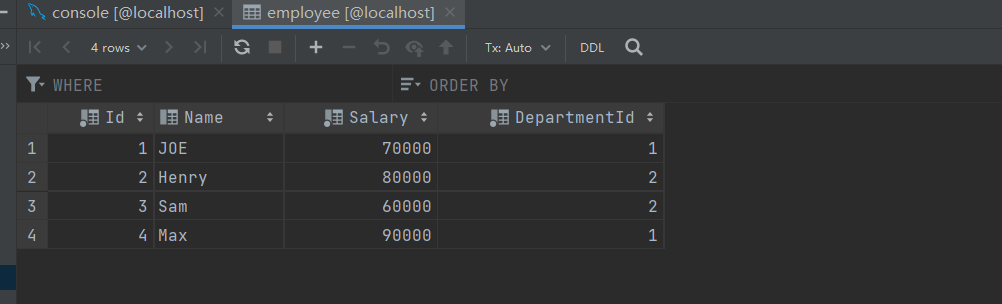 console [@localhost] employee [@localhost]
4 rows Tx: Auto DDL
WHERE ORDER BY
Id Name Salary DepartmentId
1 1 JOE 70000 1
2 2 Henry 80000 2
3 3 Sam 60000 2
4 4 Max 90000 1